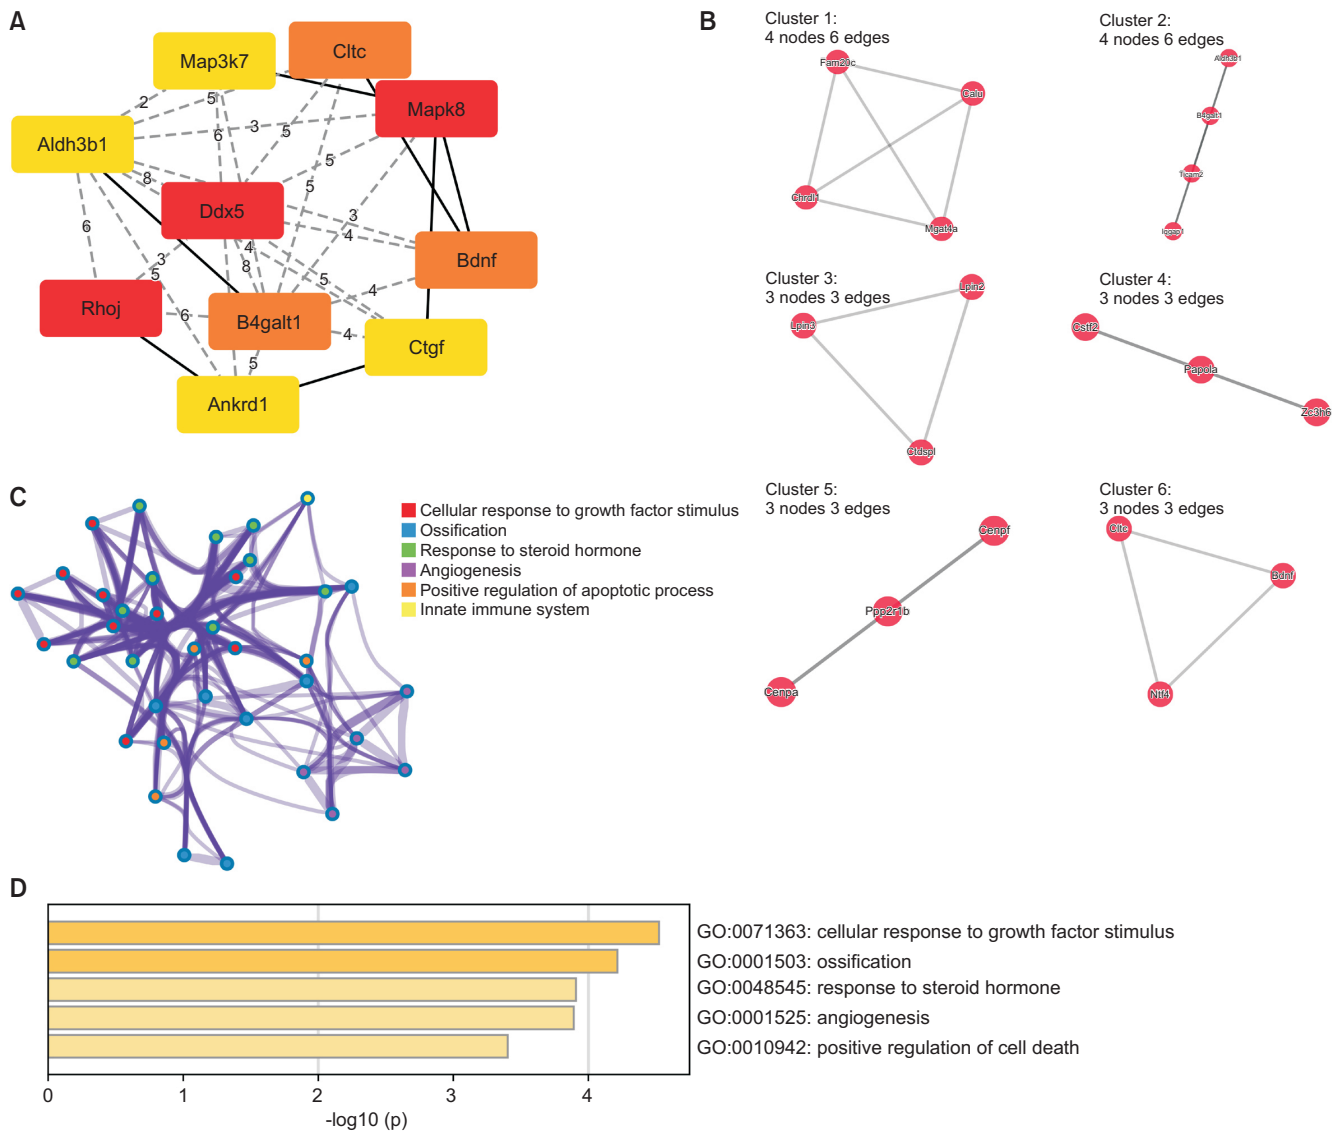 A
Map3k7
Cltc
Mapk8
Aldh3b1
Ddx5
Bdnf
Rhoj
B4galt1
Ctgf
Ankrd1
2
5
3
5
6
5
8
5
3
4
6
4
8
3
5
5
4
6
4
5
B
Cluster 1:
4 nodes 6 edges
Fam20c
Calu
Chrdl1
Mgat4a
Cluster 2:
4 nodes 6 edges
Aldh3b1
B4galt1
Ticam2
Iqgap1
Cluster 3:
3 nodes 3 edges
Lpin2
Lpin3
Ctdspl
Cluster 4:
3 nodes 3 edges
Cstf2
Papola
Zc3h6
Cluster 5:
3 nodes 3 edges
Cenpf
Ppp2r1b
Cenpa
Cluster 6:
3 nodes 3 edges
Cltc
Bdnf
Ntf4
C
Cellular response to growth factor stimulus
Ossification
Response to steroid hormone
Angiogenesis
Positive regulation of apoptotic process
Innate immune system
D
GO:0071363: cellular response to growth factor stimulus
GO:0001503: ossification
GO:0048545: response to steroid hormone
GO:0001525: angiogenesis
GO:0010942: positive regulation of cell death
0 1 2 3 4
-log10 (p)